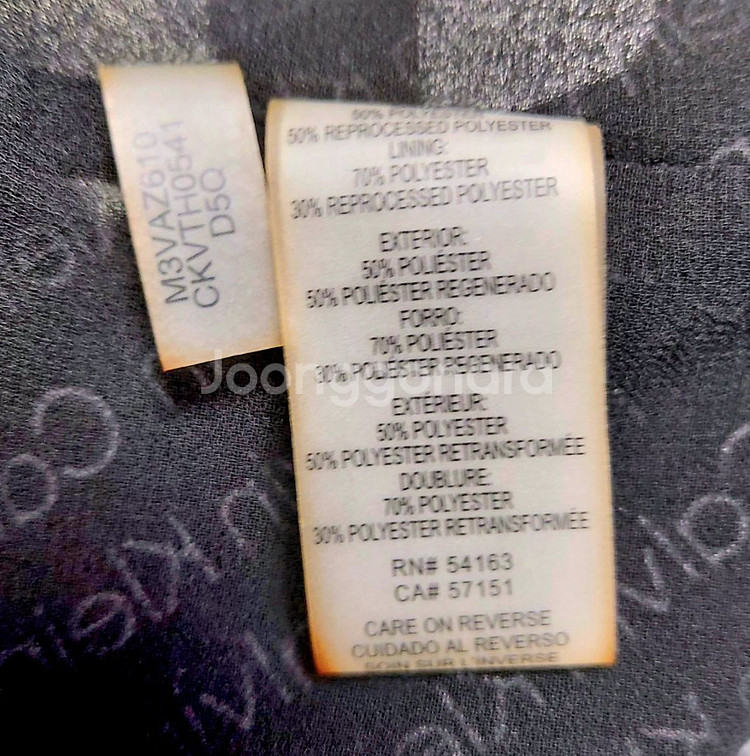 M3VAZ610
CKVTH0541
D5Q
50% POLYESTER
50% REPROCESSED POLYESTER
LINING:
70% POLYESTER
30% REPROCESSED POLYESTER
EXTERIOR:
50% POLIÉSTER
50% POLIÉSTER REGENERADO
FORRO:
70% POLIÉSTER
30% POLIÉSTER REGENERADO
Joonggonara
EXTÉRIEUR:
50% POLYESTER
50% POLYESTER RETRANSFORMÉE
DOUBLURE:
70% POLYESTER
30% POLYESTER RETRANSFORMÉE
RN# 54163
CA# 57151
CARE ON REVERSE
CUIDADO AL REVERSO
SOIN SUR L'INVERSE